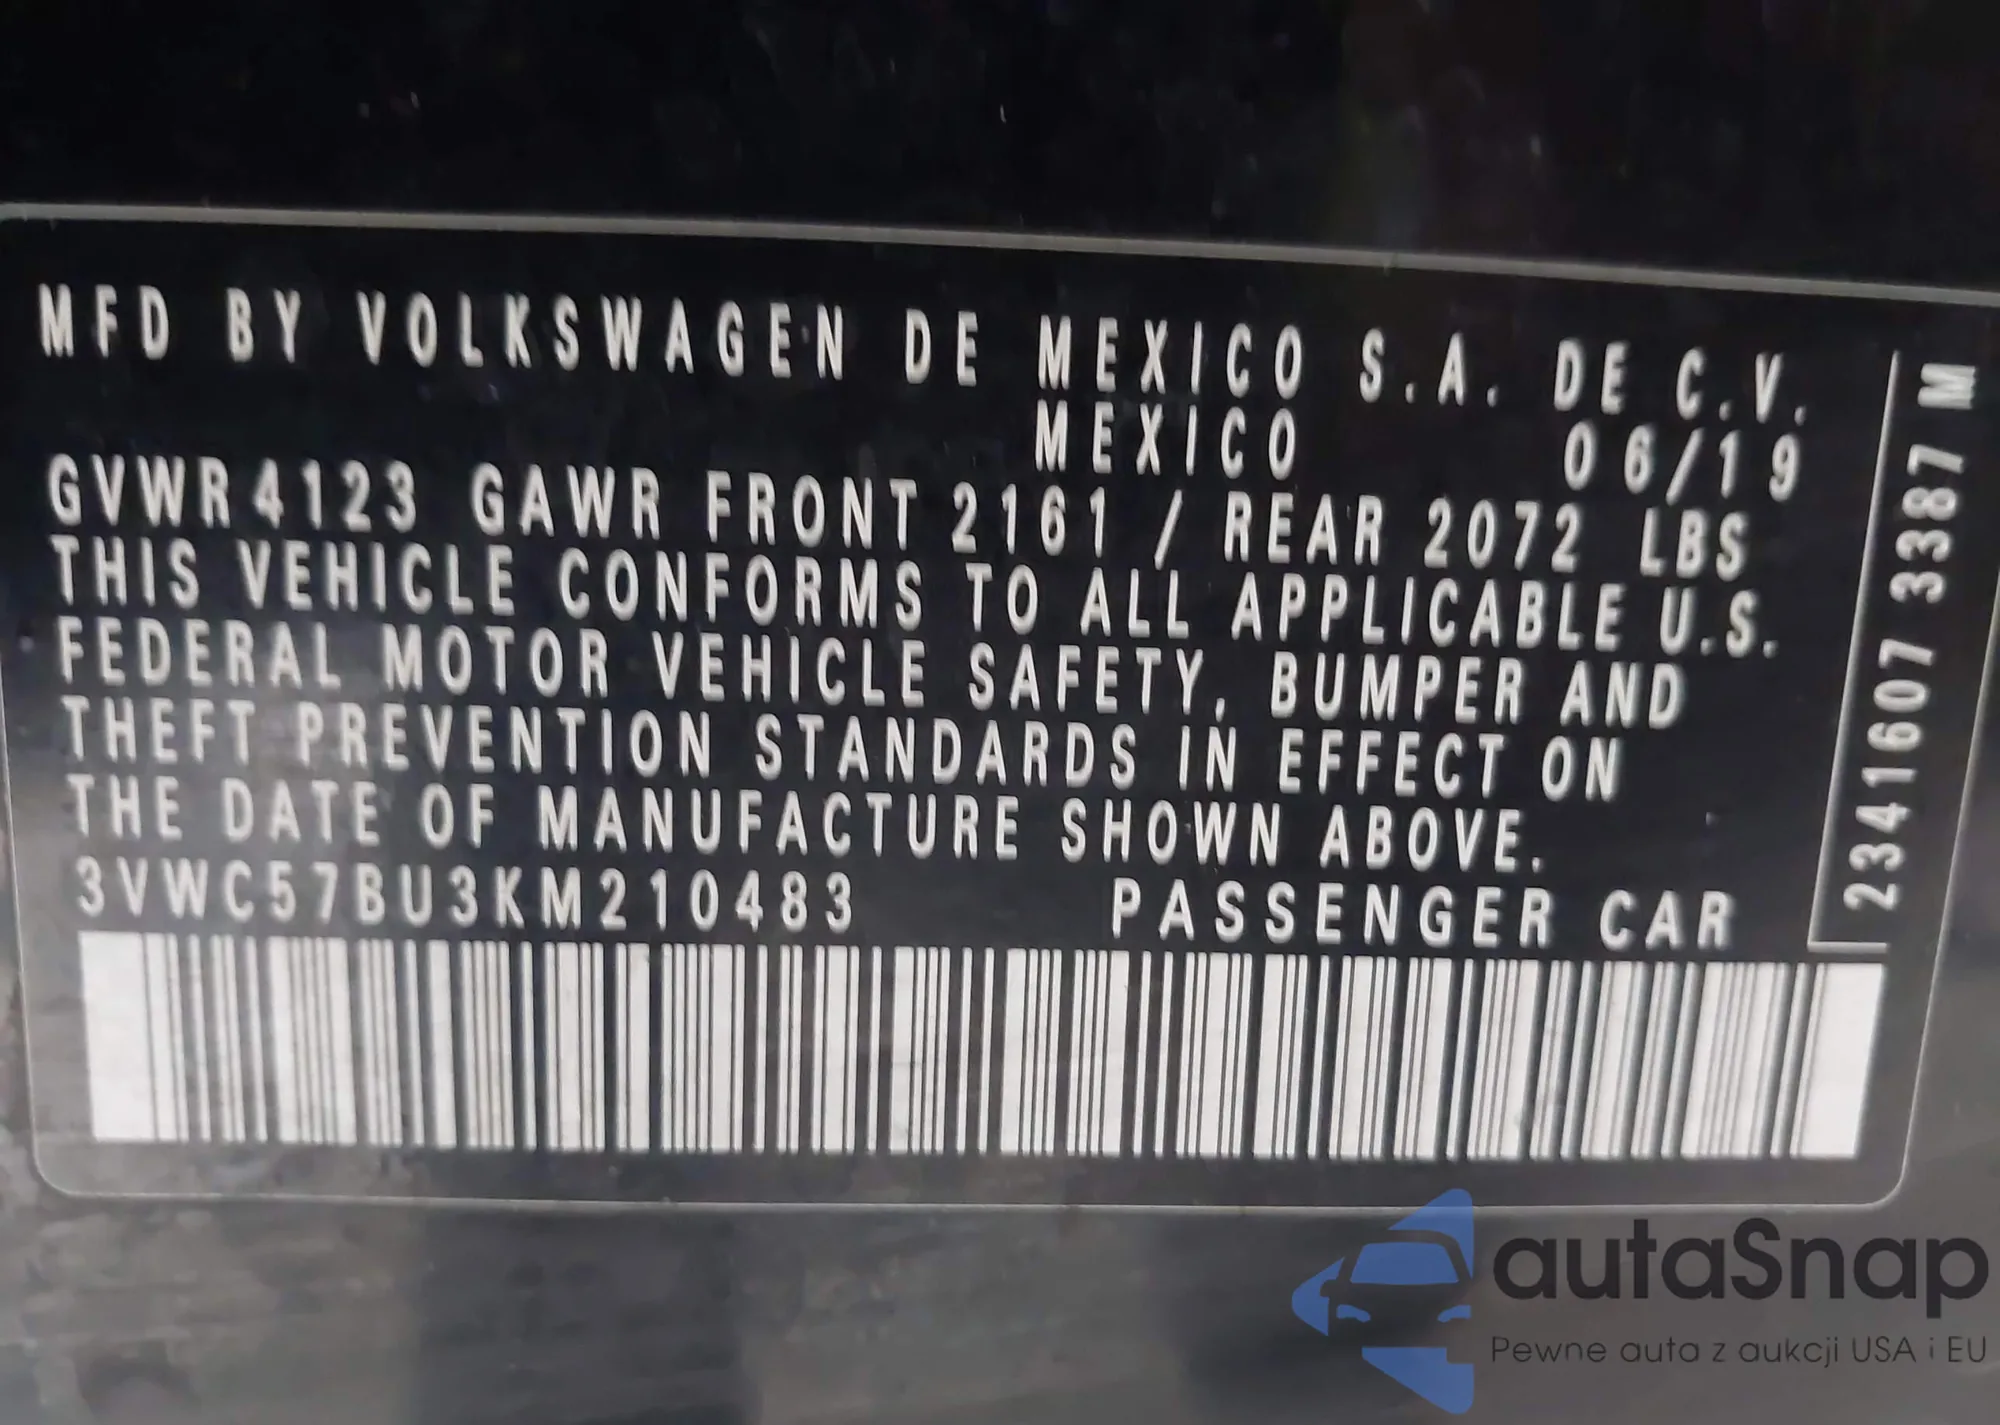 MFD BY VOLKSWAGEN DE MEXICO S.A. DE C.V.
MEXICO 06/19
GVWR 4123 GAWR FRONT 2161 / REAR 2072 LBS
THIS VEHICLE CONFORMS TO ALL APPLICABLE U.S.
FEDERAL MOTOR VEHICLE SAFETY, BUMPER AND
THEFT PREVENTION STANDARDS IN EFFECT ON
THE DATE OF MANUFACTURE SHOWN ABOVE.
3VWC57BU3KM210483 PASSENGER CAR
2341607 3387 M
autaSnap
Pewne auta z aukcji USA i EU